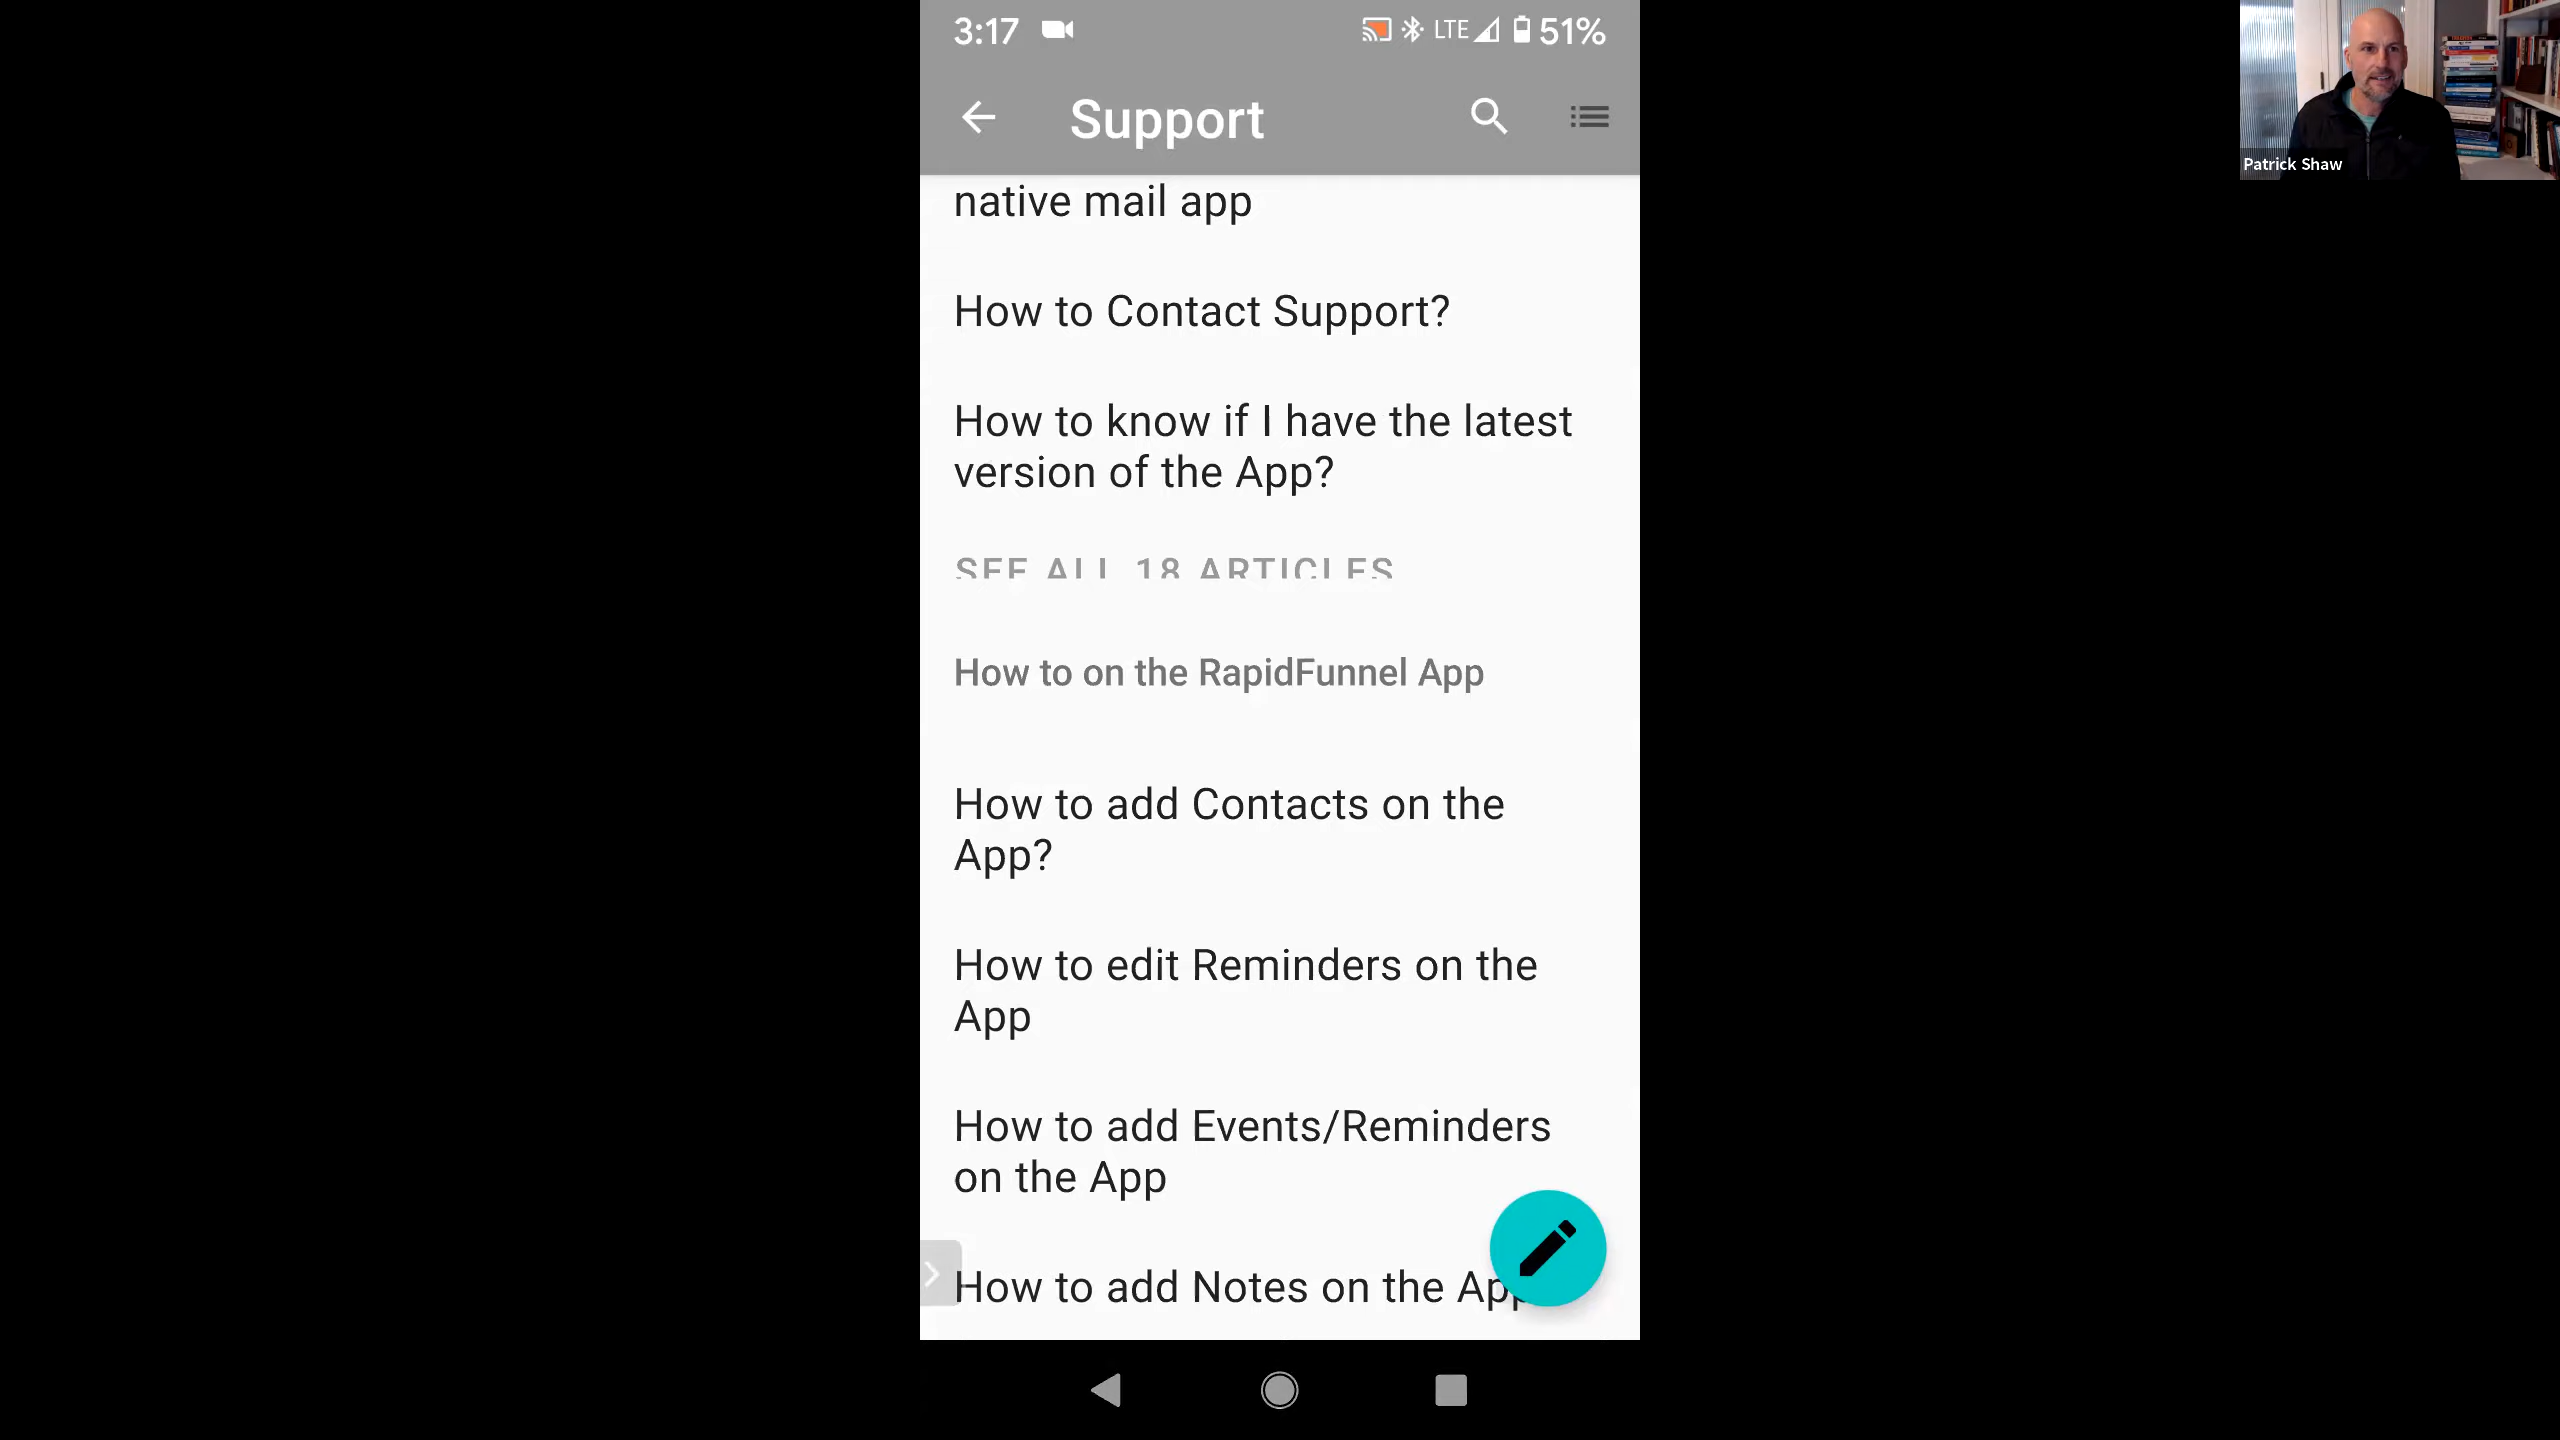 3:17
LTE
51%
Support
Patrick Shaw
native mail app
How to Contact Support?
How to know if I have the latest
version of the App?
SEE ALL 18 ARTICLES
How to on the RapidFunnel App
How to add Contacts on the
App?
How to edit Reminders on the
App
How to add Events/Reminders
on the App
How to add Notes on the App